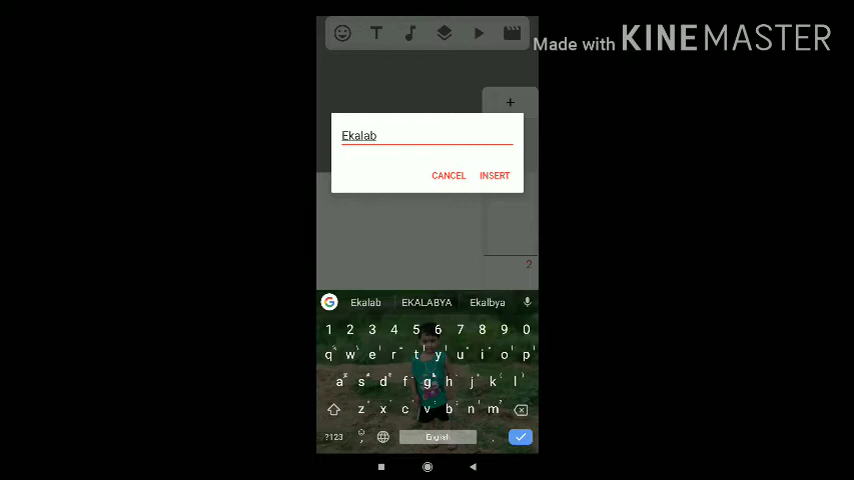 Made with KINEMASTER
T
+
Ekalab
CANCEL INSERT
2
G Ekalab EKALABYA Ekalbya
1 2 3 4 5 6 7 8 9 0
q w e r t y u i o p
a s d f g h j k l
z x c v b n m
?123 , English .